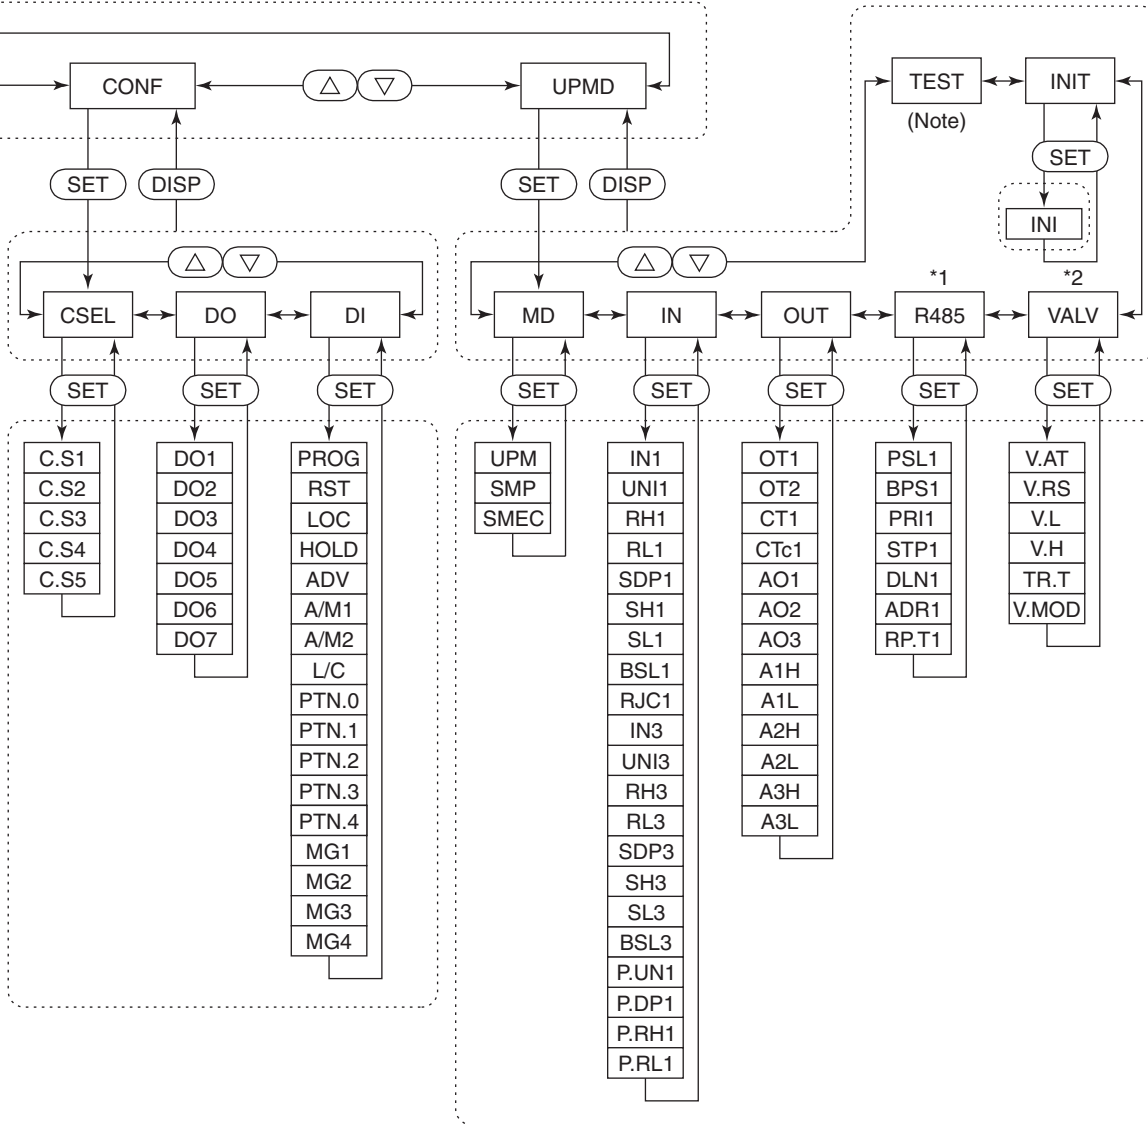 CONF
UPMD
TEST
INIT
(Note)
SET
SET
DISP
SET
DISP
INI
*1
*2
CSEL
DO
DI
MD
IN
OUT
R485
VALV
SET
SET
SET
SET
SET
SET
SET
SET
C.S1
C.S2
C.S3
C.S4
C.S5
DO1
DO2
DO3
DO4
DO5
DO6
DO7
PROG
RST
LOC
HOLD
ADV
A/M1
A/M2
L/C
PTN.0
PTN.1
PTN.2
PTN.3
PTN.4
MG1
MG2
MG3
MG4
UPM
SMP
SMEC
IN1
UNI1
RH1
RL1
SDP1
SH1
SL1
BSL1
RJC1
IN3
UNI3
RH3
RL3
SDP3
SH3
SL3
BSL3
P.UN1
P.DP1
P.RH1
P.RL1
OT1
OT2
CT1
CTc1
AO1
AO2
AO3
A1H
A1L
A2H
A2L
A3H
A3L
PSL1
BPS1
PRI1
STP1
DLN1
ADR1
RP.T1
V.AT
V.RS
V.L
V.H
TR.T
V.MOD